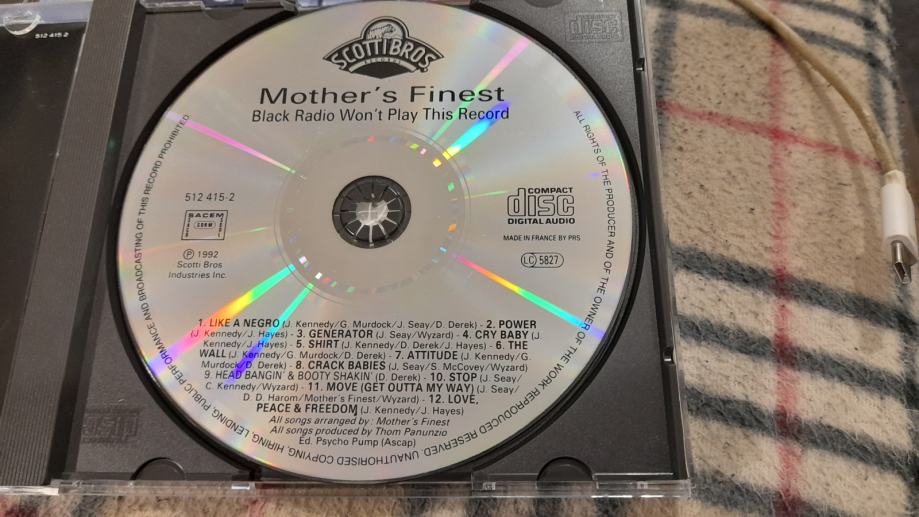 512 415 2
SCOTTI BROS.
RECORDS
Mother's Finest
Black Radio Won't Play This Record
512 415-2
SACEM
SDRM
COMPACT
disc
DIGITAL AUDIO
MADE IN FRANCE BY PRS
LC 5827
℗ 1992
Scotti Bros
Industries Inc.
1. LIKE A NEGRO (J. Kennedy/G. Murdock/J. Seay/D. Derek) - 2. POWER
(J. Kennedy/J. Hayes) - 3. GENERATOR (J. Seay/Wyzard) - 4. CRY BABY (J.
Kennedy/J. Hayes) - 5. SHIRT (J. Kennedy/D. Derek/J. Hayes) - 6. THE
WALL (J. Kennedy/G. Murdock/D. Derek) - 7. ATTITUDE (J. Kennedy/G.
Murdock/D. Derek) - 8. CRACK BABIES (J. Seay/S. McCovey/Wyzard)
9. HEAD BANGIN' & BOOTY SHAKIN' (D. Derek) - 10. STOP (J. Seay/
C. Kennedy/Wyzard) - 11. MOVE (GET OUTTA MY WAY) (J. Seay/
D. D. Harom/Mother's Finest/Wyzard) - 12. LOVE,
PEACE & FREEDOM (J. Kennedy/J. Hayes)
All songs arranged by : Mother's Finest
All songs produced by Thom Panunzio
Ed. Psycho Pump (Ascap)
ALL RIGHTS OF THE PRODUCER AND OF THE OWNER OF THE WORK REPRODUCED RESERVED. UNAUTHORISED COPYING, HIRING, LENDING, PUBLIC PERFORMANCE AND BROADCASTING OF THIS RECORD PROHIBITED.
disc